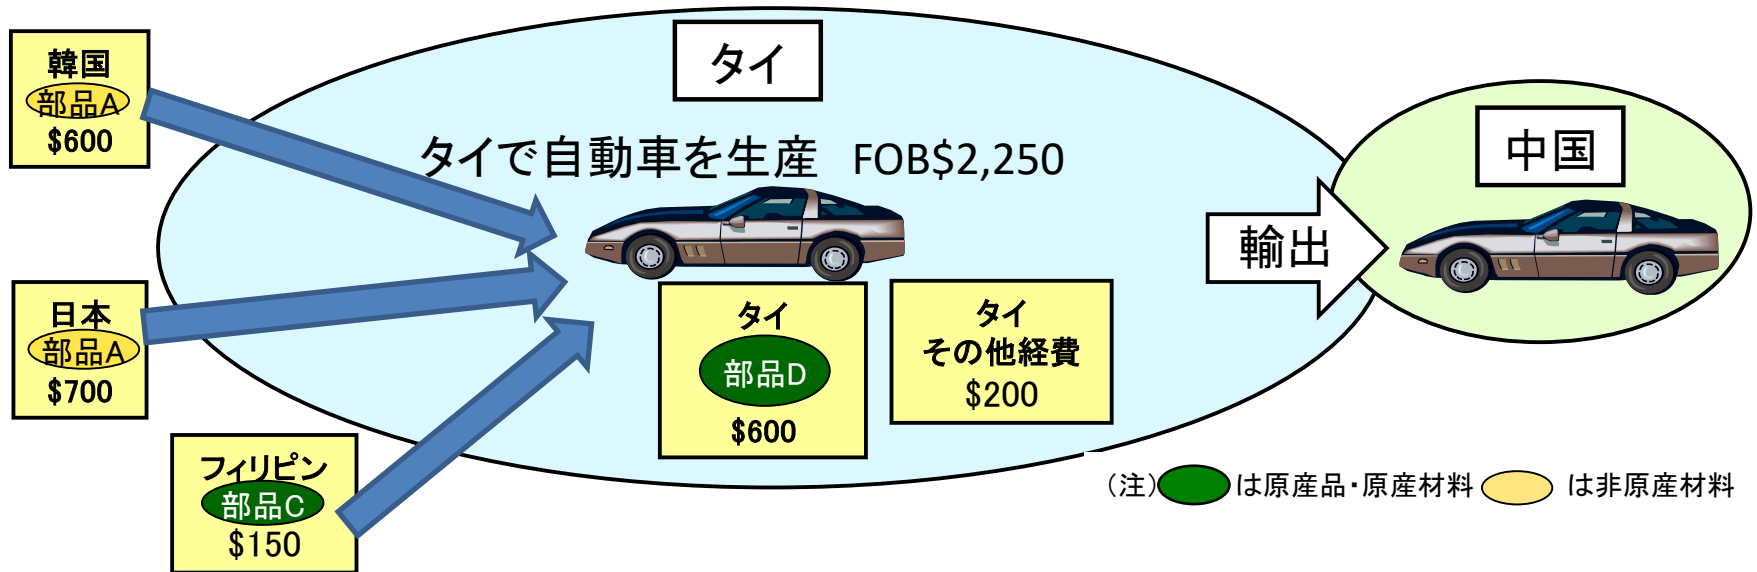 韓国
部品A
$600
タイ
タイで自動車を生産 FOB$2,250
中国
輸出
日本
部品A
$700
タイ
部品D
$600
タイ
その他経費
$200
フィリピン
部品C
$150
(注) は原産品・原産材料 は非原産材料